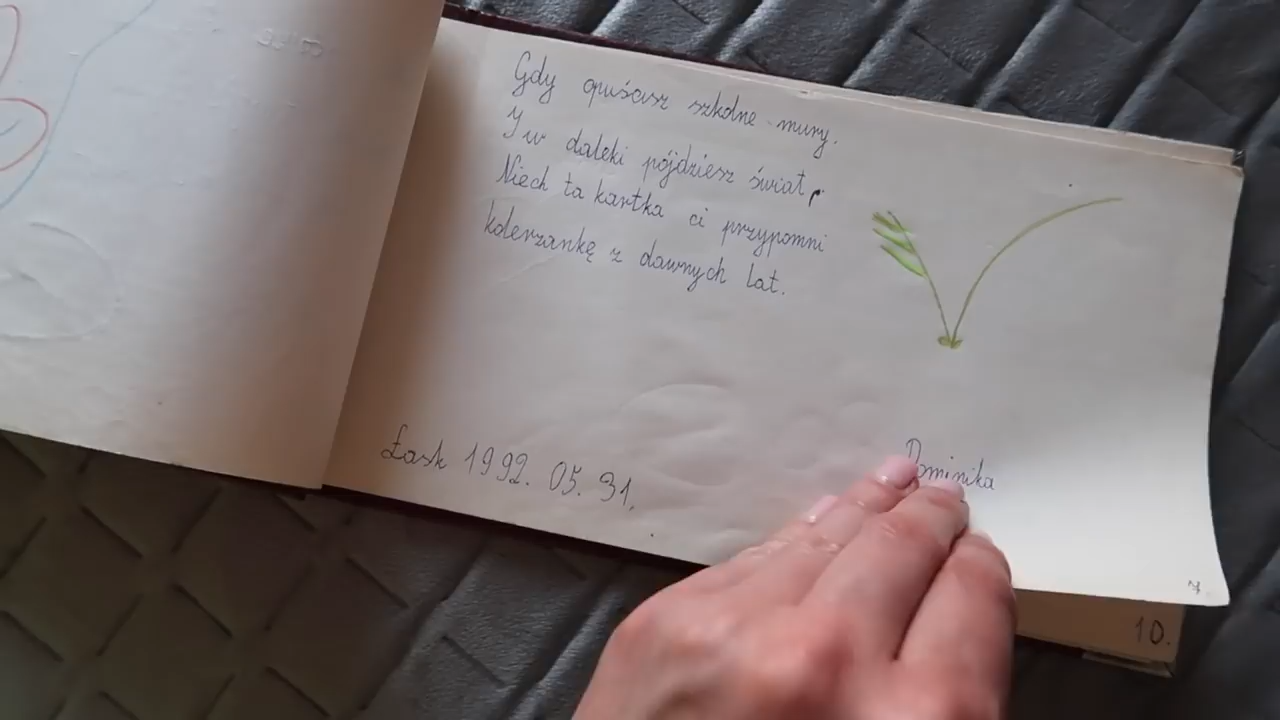 Gdy opuścisz szkolne mury.
I w daleki pójdziesz świat,
Niech ta kartka ci przypomni
kolerzankę z dawnych lat.
Łask 1992. 05. 31.
Dominika
10.